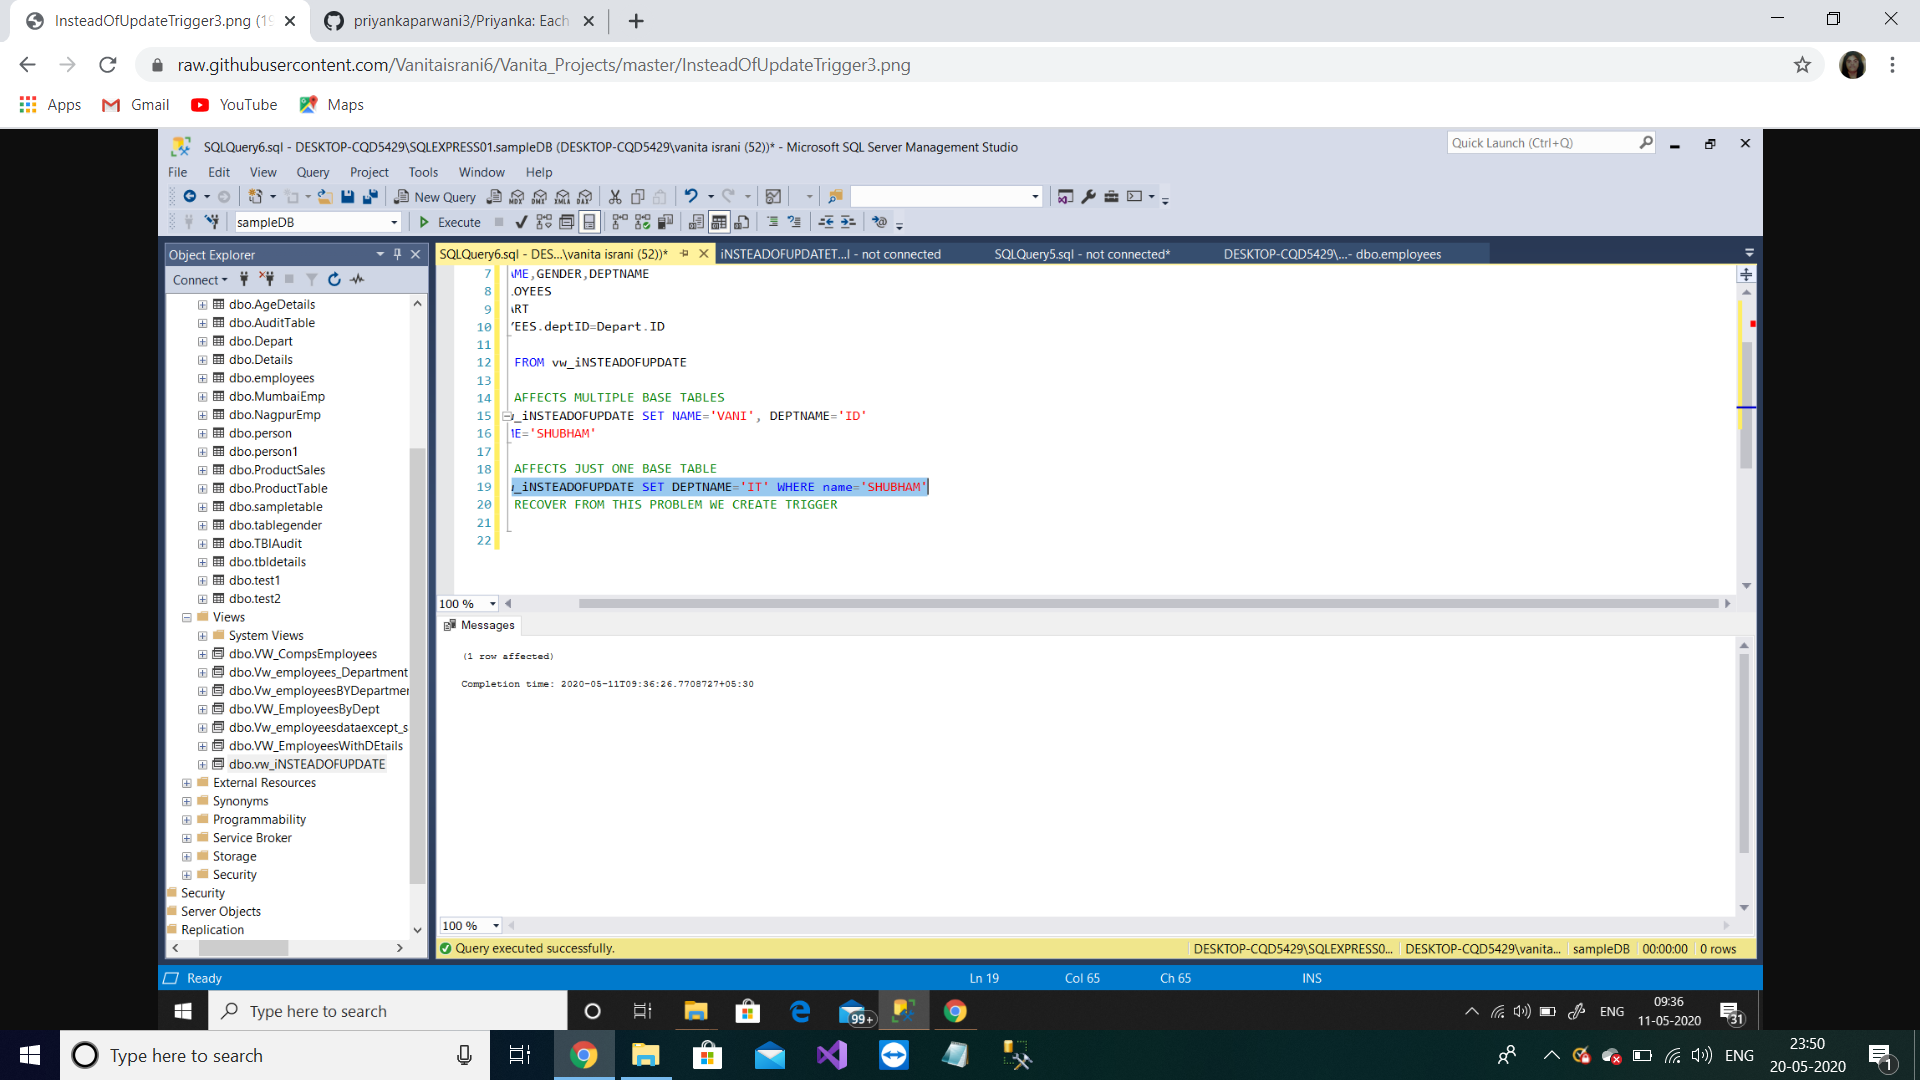 InsteadOfUpdateTrigger3.png (19
priyankaparwani3/Priyanka: Each
raw.githubusercontent.com/Vanitaisrani6/Vanita_Projects/master/InsteadOfUpdateTrigger3.png
Apps Gmail YouTube Maps
SQLQuery6.sql - DESKTOP-CQD5429\SQLEXPRESS01.sampleDB (DESKTOP-CQD5429\vanita israni (52))* - Microsoft SQL Server Management Studio
Quick Launch (Ctrl+Q)
File Edit View Query Project Tools Window Help
New Query
MDX DMX XMLA DAX
sampleDB Execute
Object Explorer
SQLQuery6.sql - DES...\vanita israni (52))* iNSTEADOFUPDATET...l - not connected SQLQuery5.sql - not connected* DESKTOP-CQD5429\...- dbo.employees
Connect
dbo.AgeDetails
dbo.AuditTable
dbo.Depart
dbo.Details
dbo.employees
dbo.MumbaiEmp
dbo.NagpurEmp
dbo.person
dbo.person1
dbo.ProductSales
dbo.ProductTable
dbo.sampletable
dbo.tablegender
dbo.TBlAudit
dbo.tbldetails
dbo.test1
dbo.test2
Views
System Views
dbo.VW_CompsEmployees
dbo.Vw_employees_Department
dbo.Vw_employeesBYDepartmer
dbo.VW_EmployeesByDept
dbo.Vw_employeesdataexcept_s
dbo.VW_EmployeesWithDEtails
dbo.vw_iNSTEADOFUPDATE
External Resources
Synonyms
Programmability
Service Broker
Storage
Security
Security
Server Objects
Replication
7 ME,GENDER,DEPTNAME
8 OYEES
9 ART
10 YEES.deptID=Depart.ID
11
12 FROM vw_iNSTEADOFUPDATE
13
14 AFFECTS MULTIPLE BASE TABLES
15 _iNSTEADOFUPDATE SET NAME='VANI', DEPTNAME='ID'
16 ME='SHUBHAM'
17
18 AFFECTS JUST ONE BASE TABLE
19 _iNSTEADOFUPDATE SET DEPTNAME='IT' WHERE name='SHUBHAM'
20 RECOVER FROM THIS PROBLEM WE CREATE TRIGGER
21
22
100 %
Messages
(1 row affected)
Completion time: 2020-05-11T09:36:26.7708727+05:30
100 %
Query executed successfully. DESKTOP-CQD5429\SQLEXPRESS0... DESKTOP-CQD5429\vanita... sampleDB 00:00:00 0 rows
Ready Ln 19 Col 65 Ch 65 INS
Type here to search 99+ ENG 09:36
11-05-2020 31
Type here to search ENG 23:50
20-05-2020 1